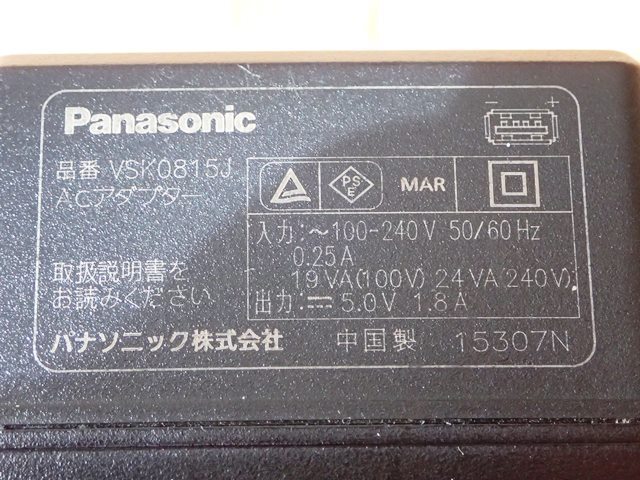 Panasonic
− +
品番 VSK0815J
ACアダプター
PSE
MAR
入力:～100-240V 50/60Hz
0.25A
19VA(100V) 24VA(240V)
出力:⎓5.0V 1.8A
取扱説明書を
お読みください
パナソニック株式会社 中国製 15307N